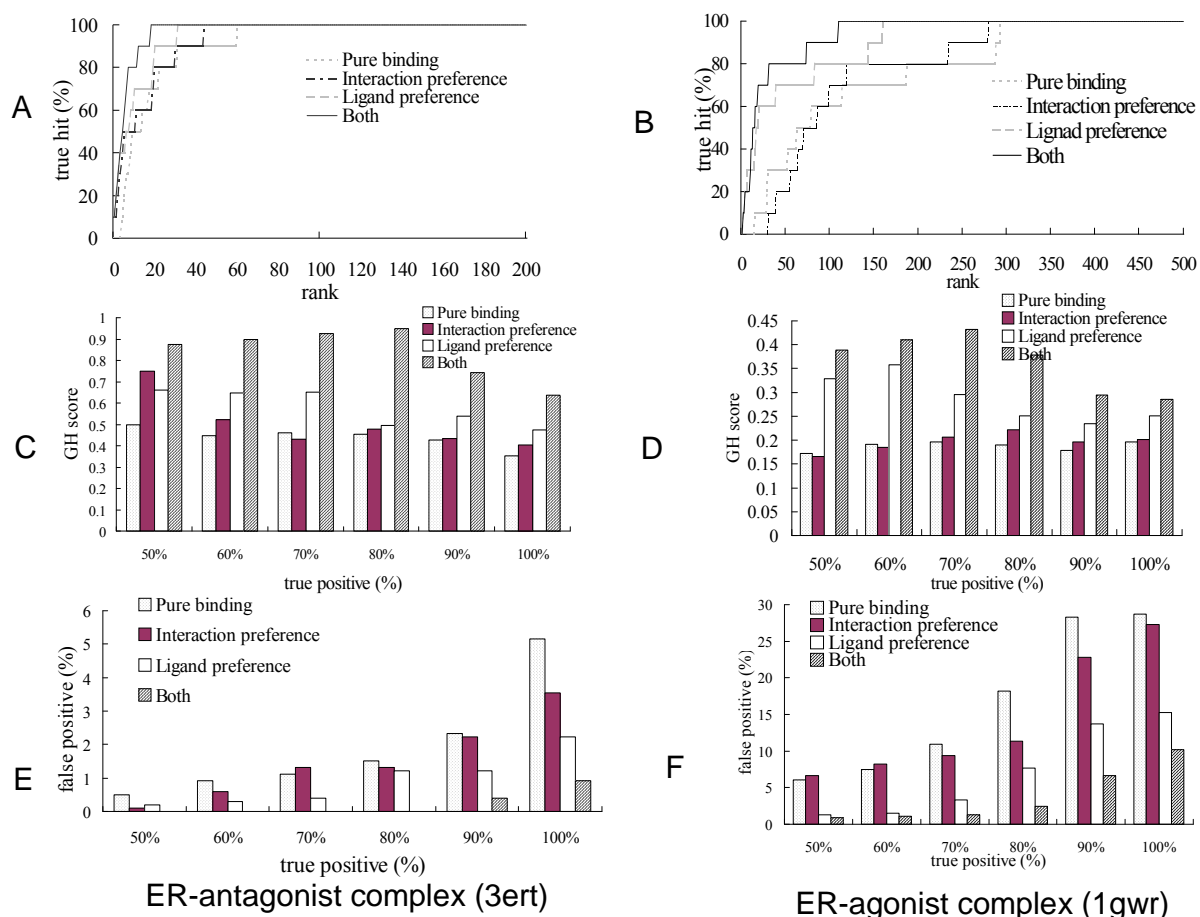 A
true hit (%)
100
80
60
40
20
0
Pure binding
Interaction preference
Ligand preference
Both
0 20 40 60 100 120 140 160 180 200
rank
B
true hit (%)
100
80
60
40
20
0
Pure binding
Interaction preference
Lignad preference
Both
0 50 100 150 200 250 300 350 400 450 500
rank
C
GH score
1
0.9
0.8
0.7
0.6
0.5
0.4
0.3
0.2
0.1
0
Pure binding
Interaction preference
Ligand preference
Both
50% 60% 70% 80% 90% 100%
true positive (%)
D
GH score
0.45
0.4
0.35
0.3
0.25
0.2
0.15
0.1
0.05
0
Pure binding
Interaction preference
Ligand preference
Both
50% 60% 70% 80% 90% 100%
true positive (%)
E
false positive (%)
6
5
4
3
2
1
0
Pure binding
Interaction preference
Ligand preference
Both
50% 60% 70% 80% 90% 100%
true positive (%)
ER-antagonist complex (3ert)
F
false positive (%)
30
25
20
15
10
5
0
Pure binding
Interaction preference
Ligand preference
Both
50% 60% 70% 80% 90% 100%
true positive (%)
ER-agonist complex (1gwr)